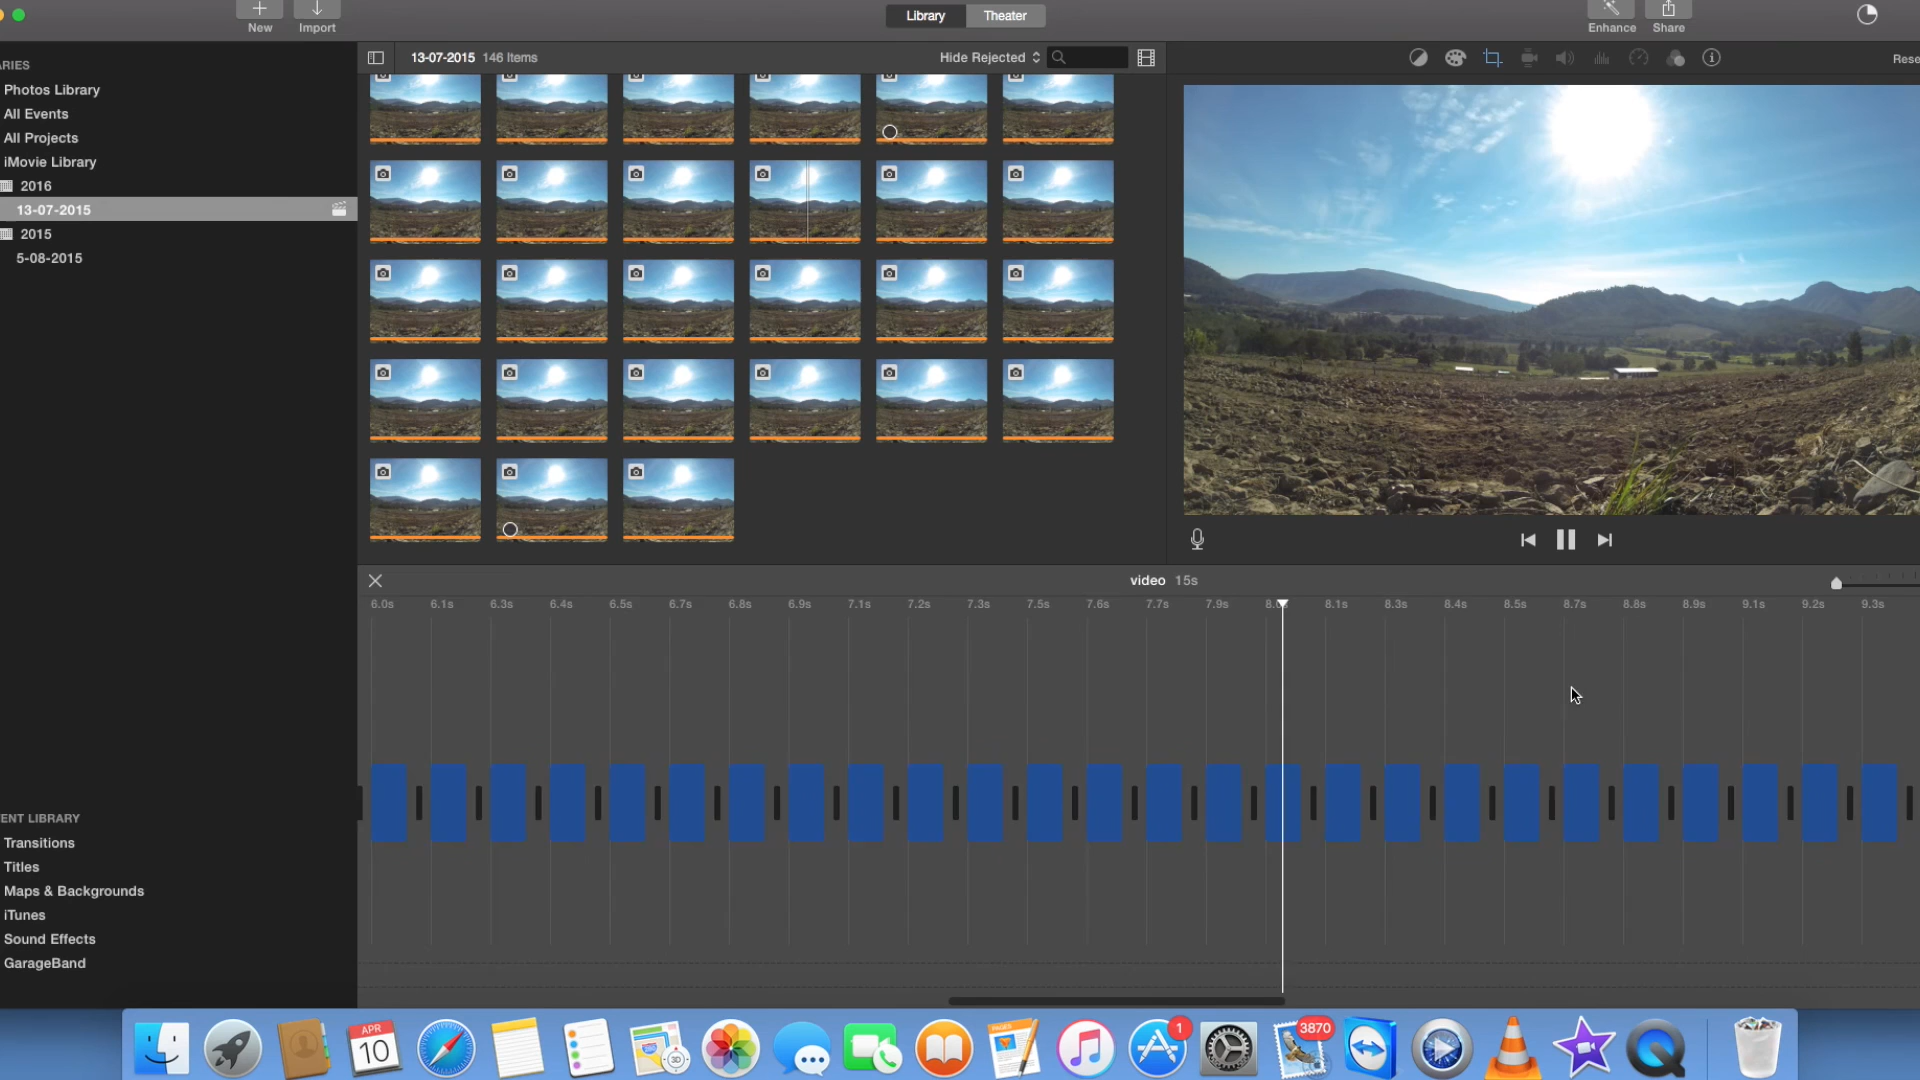 Library
Theater
New
Import
Enhance
Share
ARIES
13-07-2015 146 Items
Hide Rejected
Rese
Photos Library
All Events
All Projects
iMovie Library
2016
13-07-2015
2015
5-08-2015
video 15s
6.0s 6.1s 6.3s 6.4s 6.5s 6.7s 6.8s 6.9s 7.1s 7.2s 7.3s 7.5s 7.6s 7.7s 7.9s 8.0s 8.1s 8.3s 8.4s 8.5s 8.7s 8.8s 8.9s 9.1s 9.2s 9.3s
ENT LIBRARY
Transitions
Titles
Maps & Backgrounds
iTunes
Sound Effects
GarageBand
APR
10
3D
PAGES
1
3870